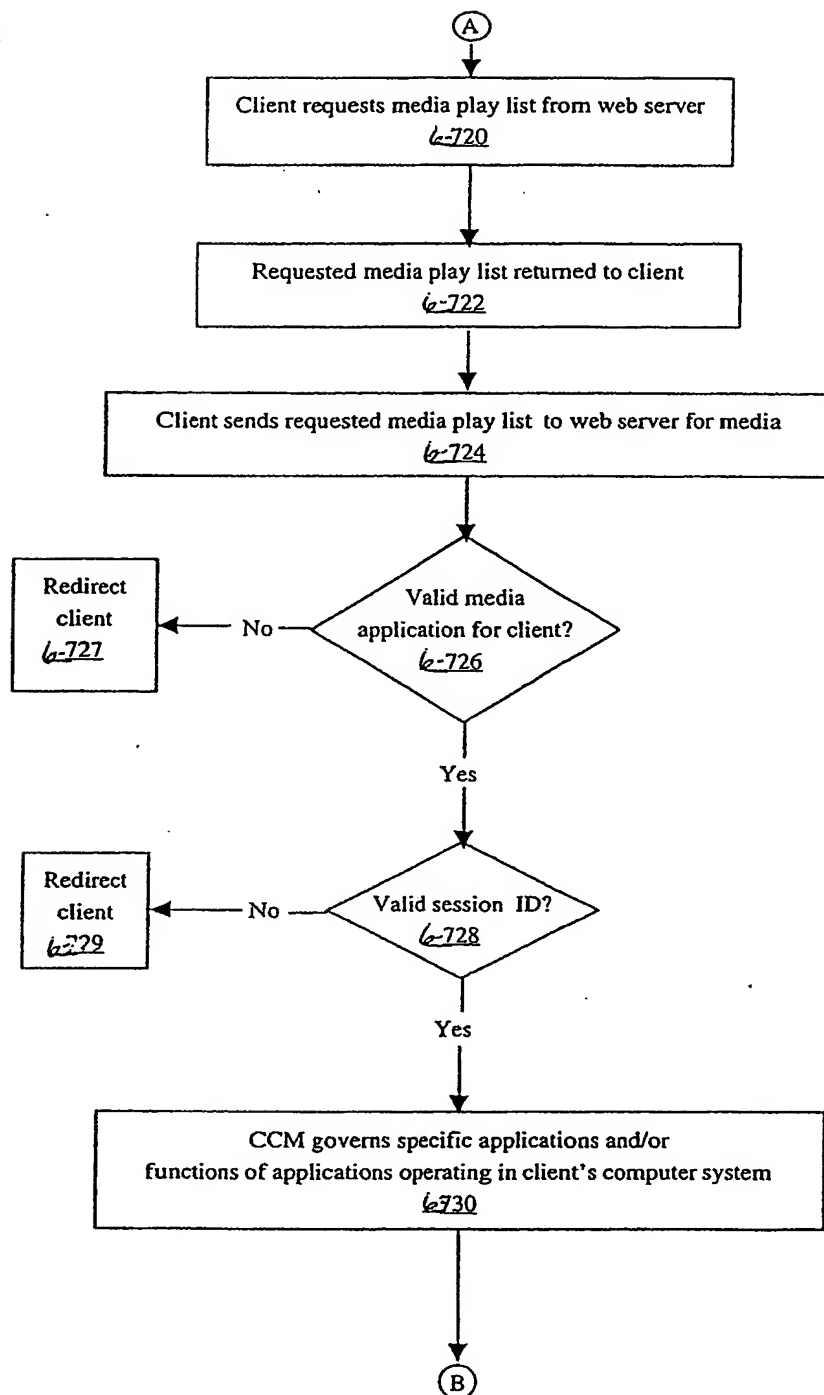 A
Client requests media play list from web server
6-720
Requested media play list returned to client
6-722
Client sends requested media play list to web server for media
6-724
Valid media
application for client?
6-726
No
Redirect
client
6-727
Yes
Valid session ID?
6-728
No
Redirect
client
6-729
Yes
CCM governs specific applications and/or
functions of applications operating in client's computer system
6-730
B